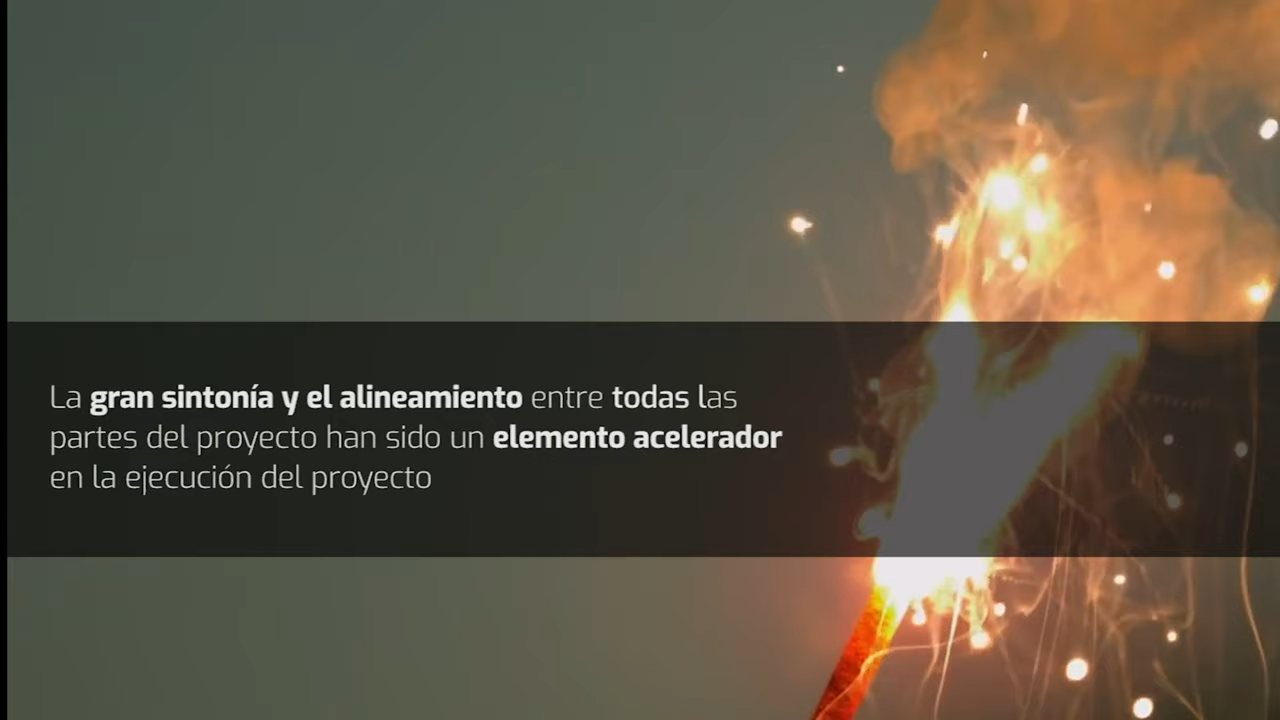 La gran sintonía y el alineamiento entre todas las
partes del proyecto han sido un elemento acelerador
en la ejecución del proyecto